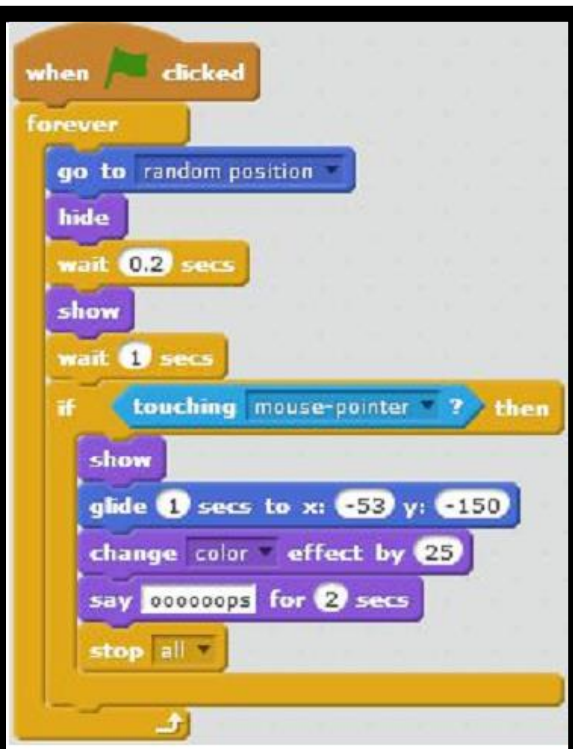 when clicked
forever
go to random position
hide
wait 0.2 secs
show
wait 1 secs
if touching mouse-pointer ? then
show
glide 1 secs to x: -53 y: -150
change color effect by 25
say oooooops for 2 secs
stop all